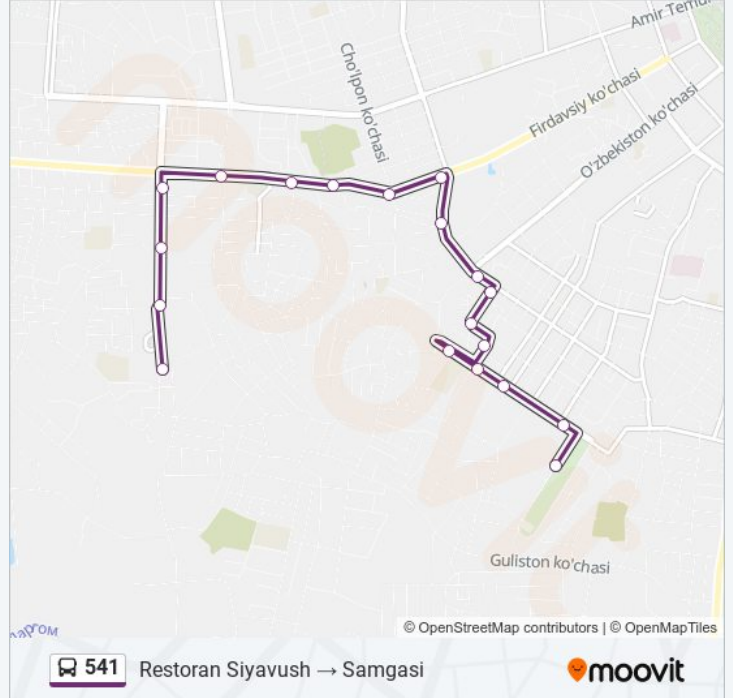 Amir Temu
Cho'lpon ko'chasi
Firdavsiy ko'chasi
O'zbekiston ko'chasi
moovit
Guliston ko'chasi
© OpenStreetMap contributors | © OpenMapTiles
541 Restoran Siyavush → Samgasi
moovit